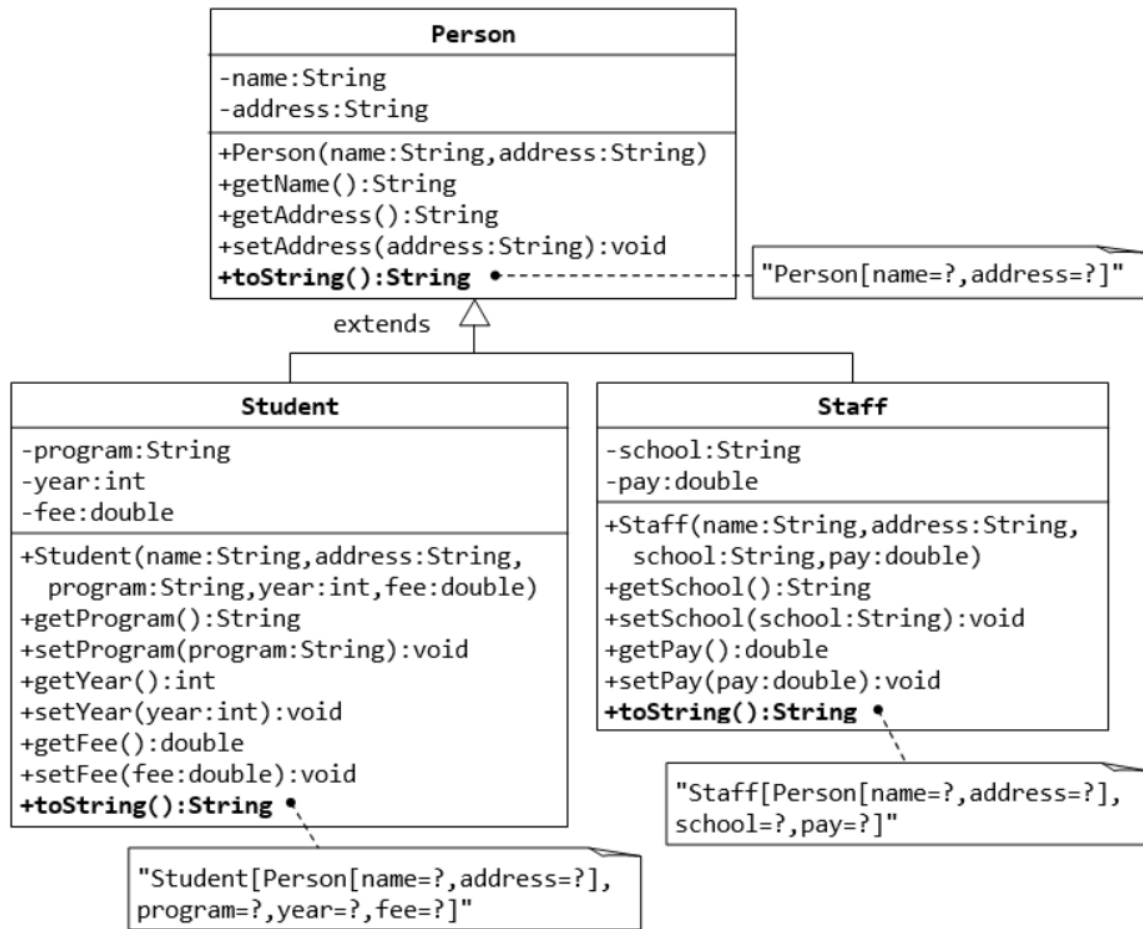 Person
-name:String
-address:String
+Person(name:String,address:String)
+getName():String
+getAddress():String
+setAddress(address:String):void
+toString():String
"Person[name=?,address=?]"
extends
Student
-program:String
-year:int
-fee:double
+Student(name:String,address:String,
program:String,year:int,fee:double)
+getProgram():String
+setProgram(program:String):void
+getYear():int
+setYear(year:int):void
+getFee():double
+setFee(fee:double):void
+toString():String
"Student[Person[name=?,address=?],
program=?,year=?,fee=?]"
Staff
-school:String
-pay:double
+Staff(name:String,address:String,
school:String,pay:double)
+getSchool():String
+setSchool(school:String):void
+getPay():double
+setPay(pay:double):void
+toString():String
"Staff[Person[name=?,address=?],
school=?,pay=?]"